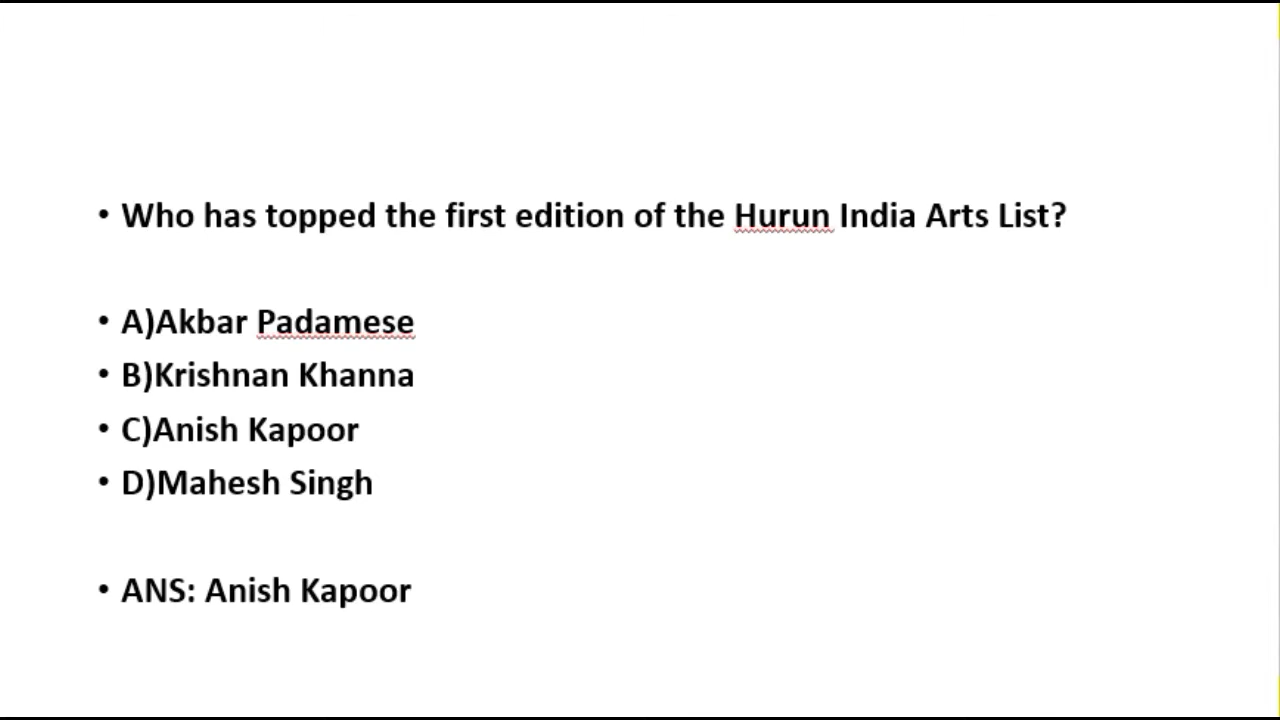 • Who has topped the first edition of the Hurun India Arts List?
• A)Akbar Padamese
• B)Krishnan Khanna
• C)Anish Kapoor
• D)Mahesh Singh
• ANS: Anish Kapoor